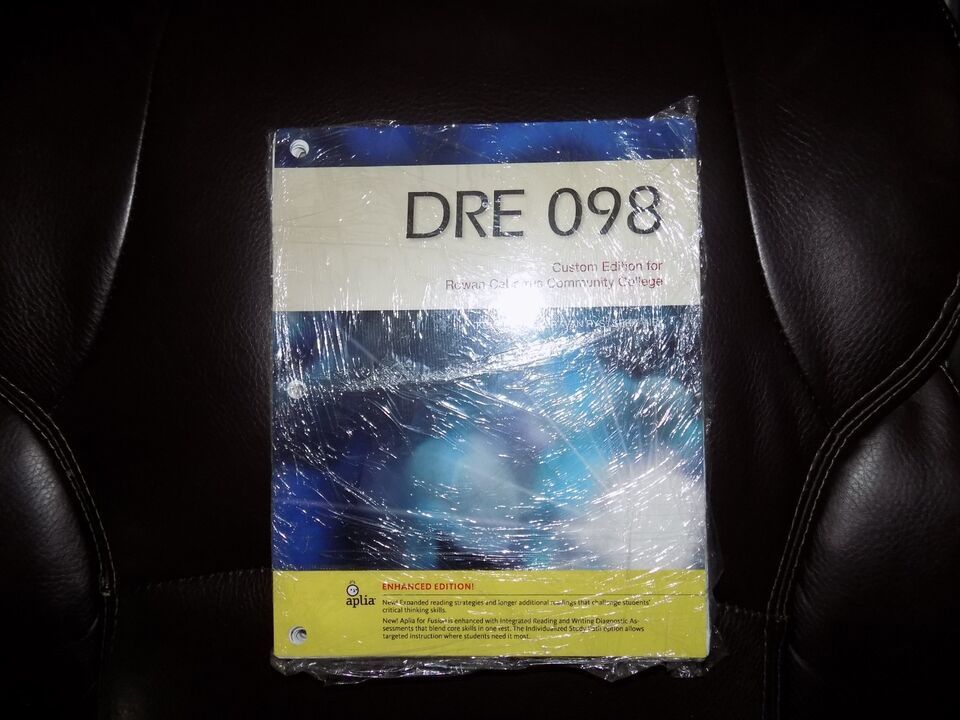 DRE 098
Custom Edition for
Rowan Cabarrus Community College
aplia
ENHANCED EDITION!
New! Expanded reading strategies and longer additional readings that challenge students'
critical thinking skills.
New! Aplia for Fusion is enhanced with Integrated Reading and Writing Diagnostic As-
sessments that blend core skills in one test. The Individualized Study Path option allows
targeted instruction where students need it most.